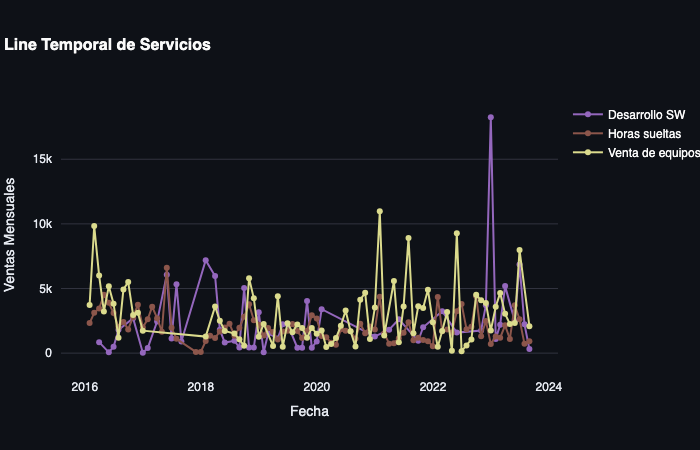 Line Temporal de Servicios
Desarrollo SW
Horas sueltas
Venta de equipos
Ventas Mensuales
15k
10k
5k
0
2016 2018 2020 2022 2024
Fecha